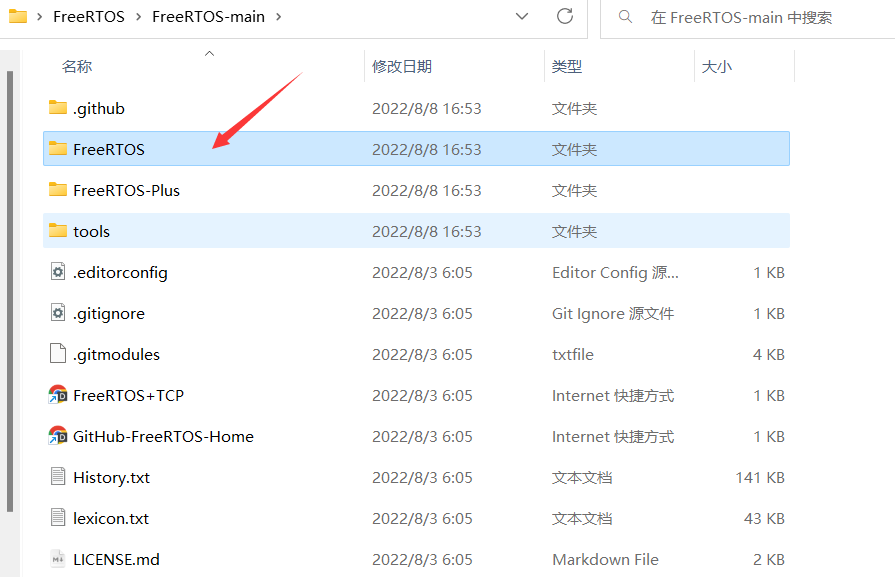 FreeRTOS > FreeRTOS-main >
在 FreeRTOS-main 中搜索
名称 修改日期 类型 大小
.github 2022/8/8 16:53 文件夹
FreeRTOS 2022/8/8 16:53 文件夹
FreeRTOS-Plus 2022/8/8 16:53 文件夹
tools 2022/8/8 16:53 文件夹
.editorconfig 2022/8/3 6:05 Editor Config 源... 1 KB
.gitignore 2022/8/3 6:05 Git Ignore 源文件 1 KB
.gitmodules 2022/8/3 6:05 txtfile 4 KB
FreeRTOS+TCP 2022/8/3 6:05 Internet 快捷方式 1 KB
GitHub-FreeRTOS-Home 2022/8/3 6:05 Internet 快捷方式 1 KB
History.txt 2022/8/3 6:05 文本文档 141 KB
lexicon.txt 2022/8/3 6:05 文本文档 43 KB
LICENSE.md 2022/8/3 6:05 Markdown File 2 KB